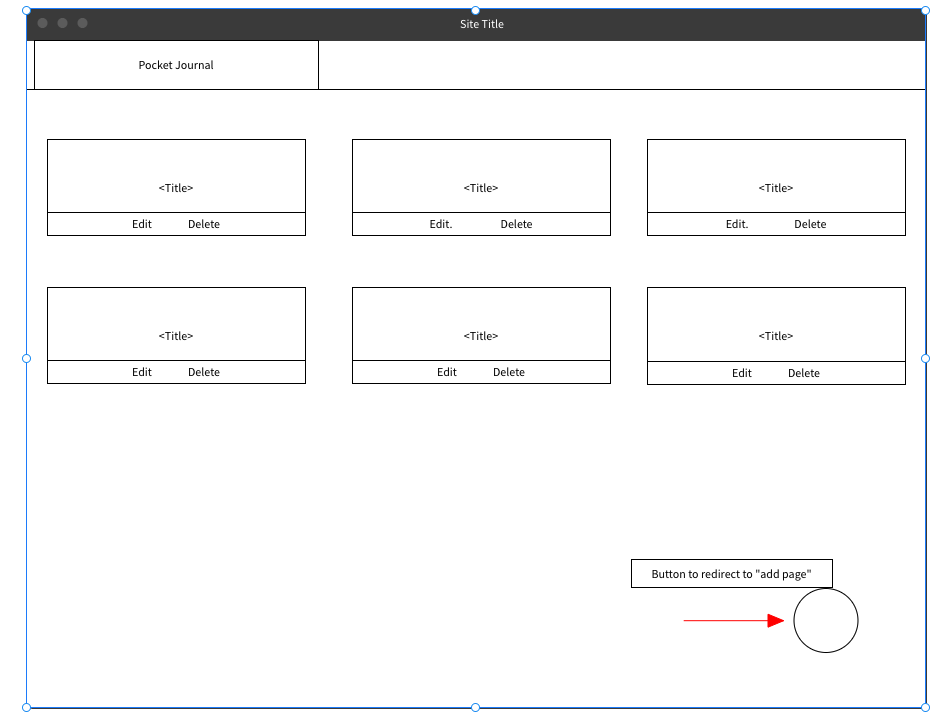 Site Title
Pocket Journal
<Title> <Title> <Title>
Edit Delete Edit. Delete Edit. Delete
<Title> <Title> <Title>
Edit Delete Edit Delete Edit Delete
Button to redirect to "add page"